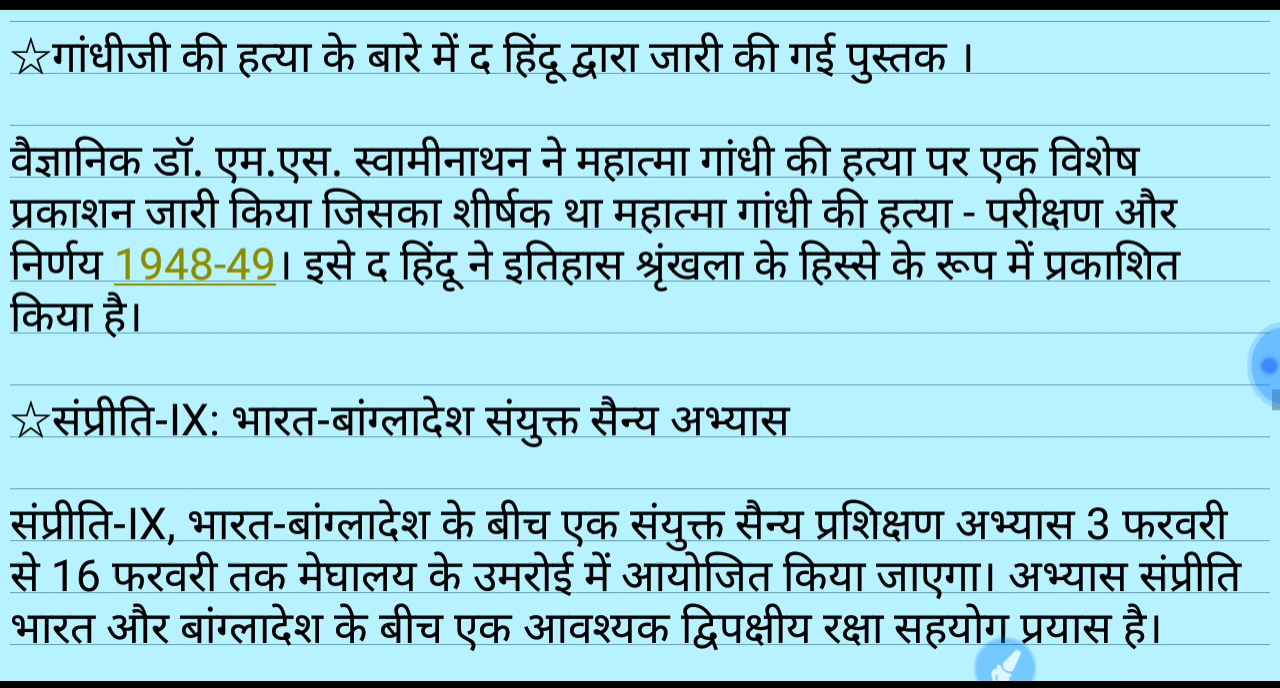 ☆गांधीजी की हत्या के बारे में द हिंदू द्वारा जारी की गई पुस्तक ।
वैज्ञानिक डॉ. एम.एस. स्वामीनाथन ने महात्मा गांधी की हत्या पर एक विशेष
प्रकाशन जारी किया जिसका शीर्षक था महात्मा गांधी की हत्या - परीक्षण और
निर्णय 1948-49। इसे द हिंदू ने इतिहास श्रृंखला के हिस्से के रूप में प्रकाशित
किया है।
☆संप्रीति-IX: भारत-बांग्लादेश संयुक्त सैन्य अभ्यास
संप्रीति-IX, भारत-बांग्लादेश के बीच एक संयुक्त सैन्य प्रशिक्षण अभ्यास 3 फरवरी
से 16 फरवरी तक मेघालय के उमरोई में आयोजित किया जाएगा। अभ्यास संप्रीति
भारत और बांग्लादेश के बीच एक आवश्यक द्विपक्षीय रक्षा सहयोग प्रयास है।